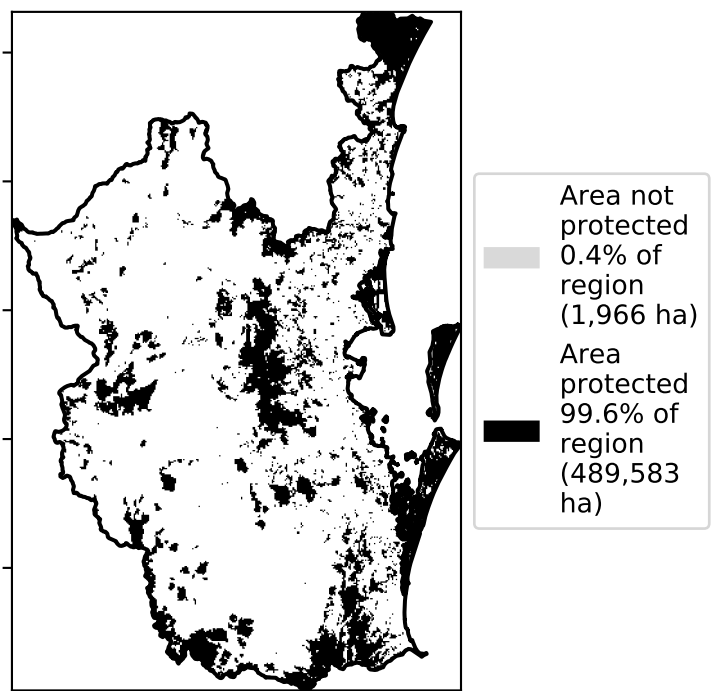 Area not
protected
0.4% of
region
(1,966 ha)
Area
protected
99.6% of
region
(489,583
ha)